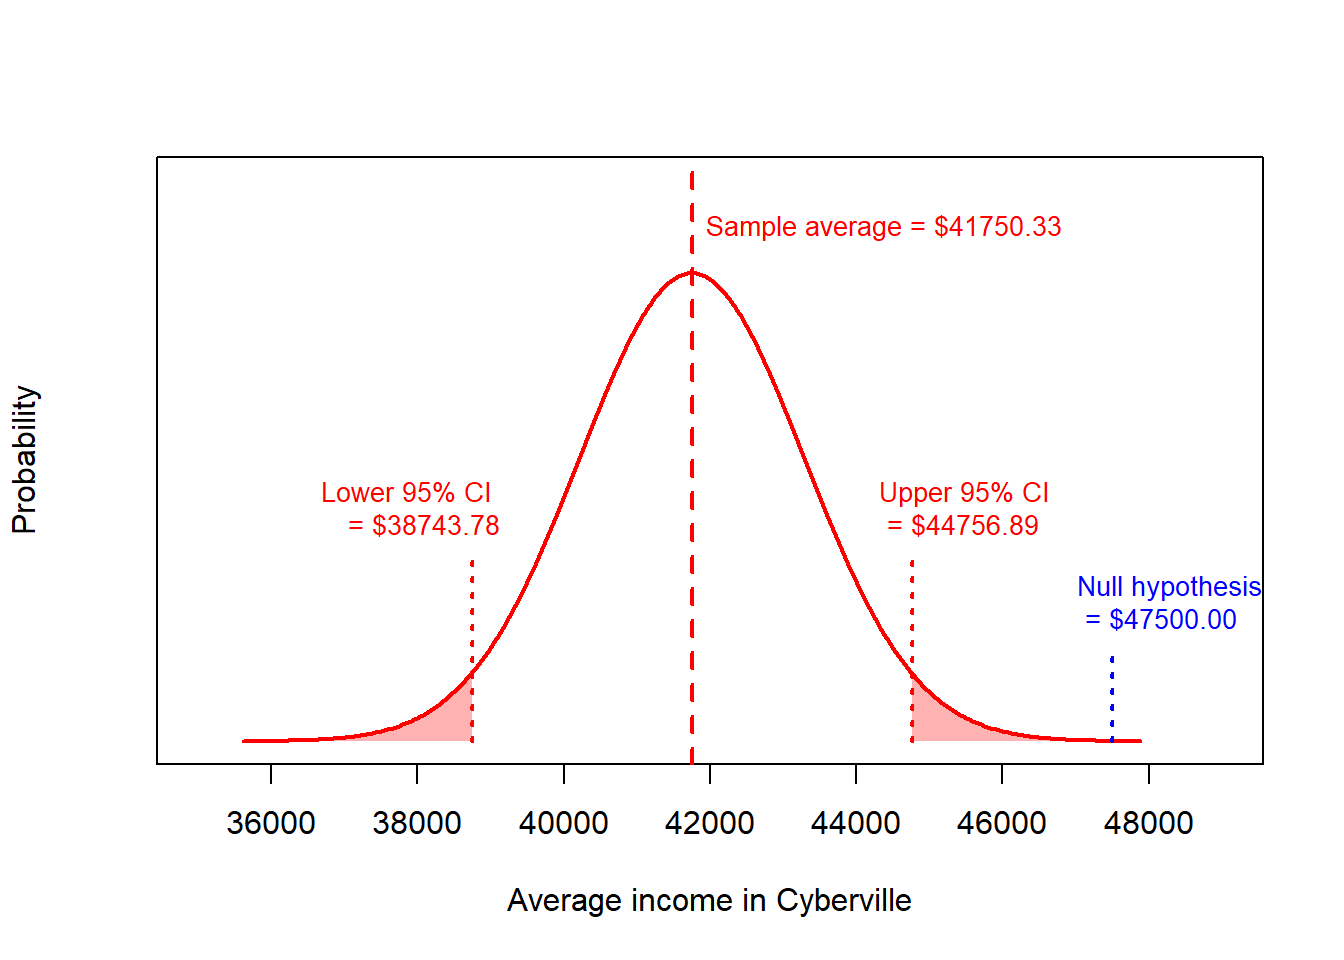 Sample average = $41750.33
Lower 95% CI
= $38743.78
Upper 95% CI
= $44756.89
Null hypothesis
= $47500.00
Probability
36000 38000 40000 42000 44000 46000 48000
Average income in Cyberville